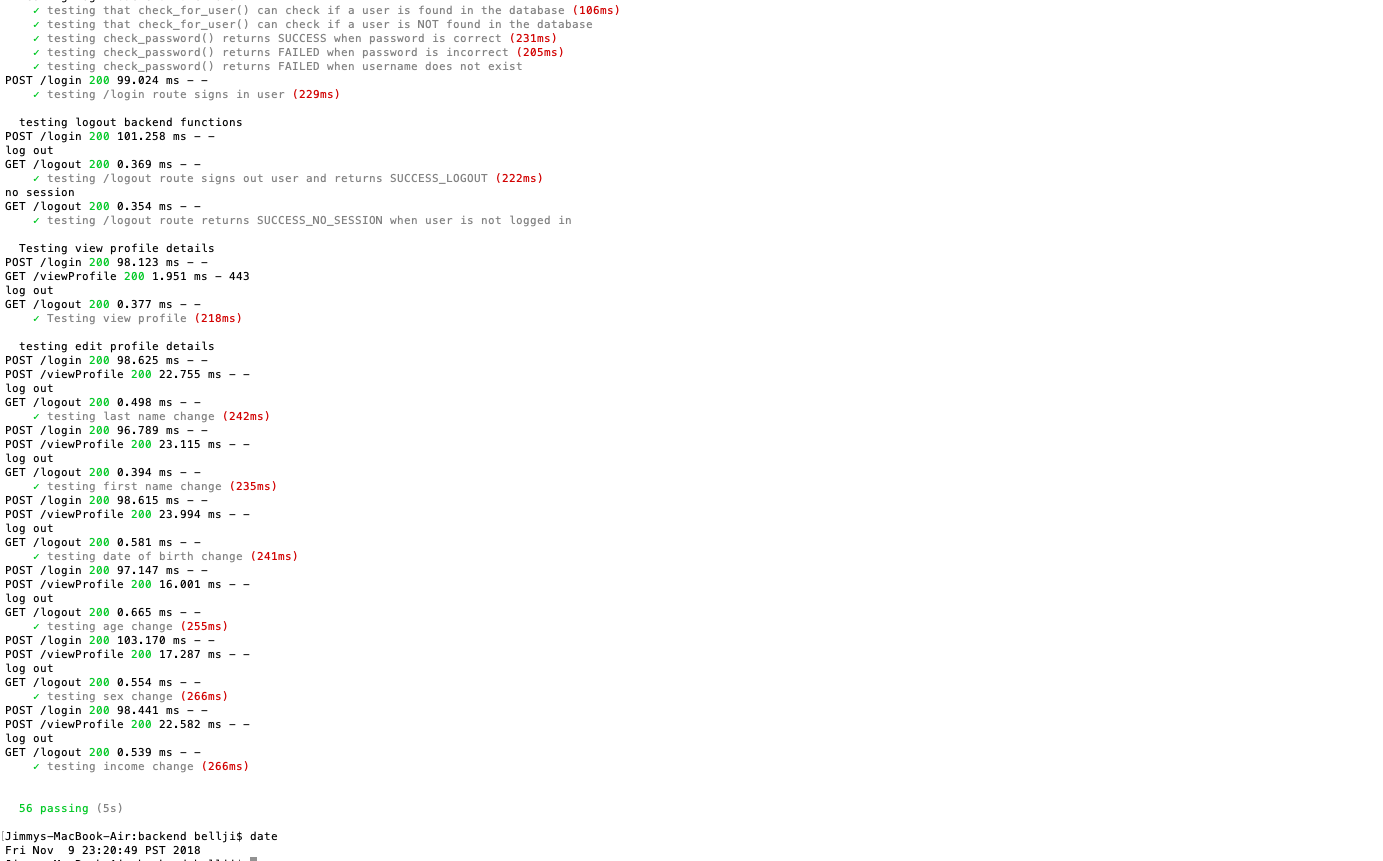 ✓ testing that check_for_user() can check if a user is found in the database (106ms)
✓ testing that check_for_user() can check if a user is NOT found in the database
✓ testing check_password() returns SUCCESS when password is correct (231ms)
✓ testing check_password() returns FAILED when password is incorrect (205ms)
✓ testing check_password() returns FAILED when username does not exist
POST /login 200 99.024 ms - -
✓ testing /login route signs in user (229ms)
testing logout backend functions
POST /login 200 101.258 ms - -
log out
GET /logout 200 0.369 ms - -
✓ testing /logout route signs out user and returns SUCCESS_LOGOUT (222ms)
no session
GET /logout 200 0.354 ms - -
✓ testing /logout route returns SUCCESS_NO_SESSION when user is not logged in
Testing view profile details
POST /login 200 98.123 ms - -
GET /viewProfile 200 1.951 ms - 443
log out
GET /logout 200 0.377 ms - -
✓ Testing view profile (218ms)
testing edit profile details
POST /login 200 98.625 ms - -
POST /viewProfile 200 22.755 ms - -
log out
GET /logout 200 0.498 ms - -
✓ testing last name change (242ms)
POST /login 200 96.789 ms - -
POST /viewProfile 200 23.115 ms - -
log out
GET /logout 200 0.394 ms - -
✓ testing first name change (235ms)
POST /login 200 98.615 ms - -
POST /viewProfile 200 23.994 ms - -
log out
GET /logout 200 0.581 ms - -
✓ testing date of birth change (241ms)
POST /login 200 97.147 ms - -
POST /viewProfile 200 16.001 ms - -
log out
GET /logout 200 0.665 ms - -
✓ testing age change (255ms)
POST /login 200 103.170 ms - -
POST /viewProfile 200 17.287 ms - -
log out
GET /logout 200 0.554 ms - -
✓ testing sex change (266ms)
POST /login 200 98.441 ms - -
POST /viewProfile 200 22.582 ms - -
log out
GET /logout 200 0.539 ms - -
✓ testing income change (266ms)
56 passing (5s)
[Jimmys-MacBook-Air:backend bellji$ date
Fri Nov  9 23:20:49 PST 2018